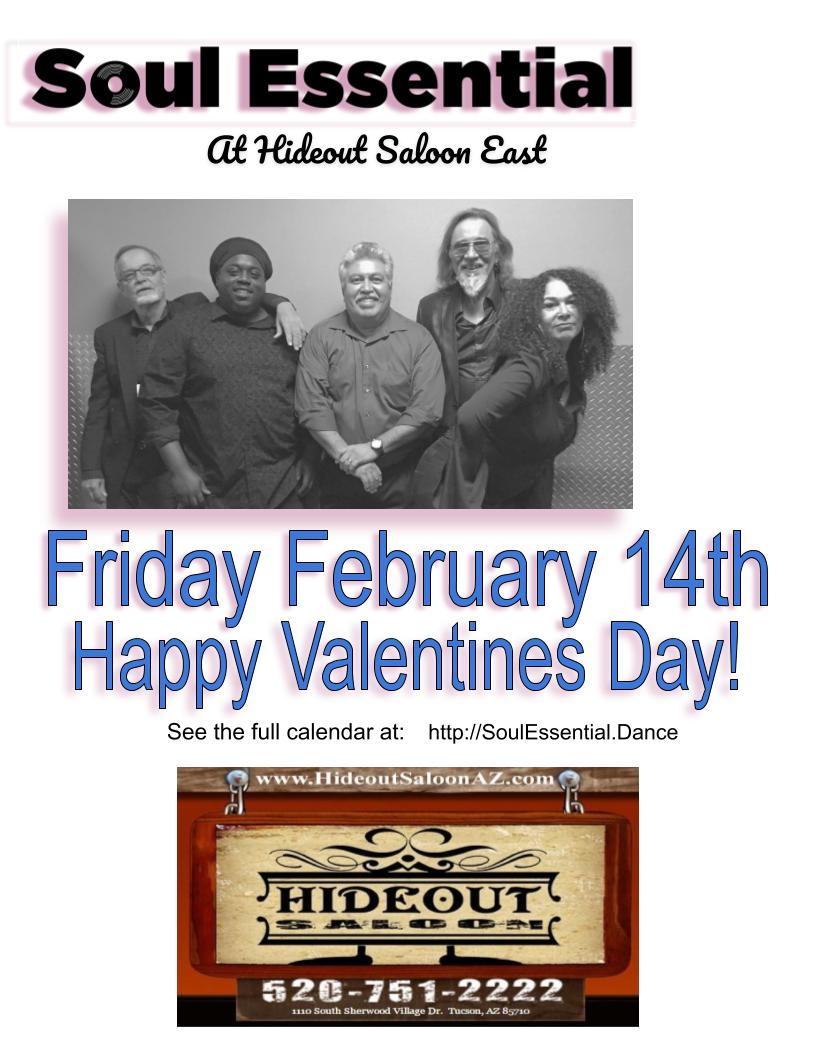 Soul Essential
At Hideout Saloon East
Friday February 14th
Happy Valentines Day!
See the full calendar at: http://SoulEssential.Dance
www.HideoutSaloonAZ.com
HIDEOUT
SALOON
520-751-2222
1110 South Sherwood Village Dr. Tucson, AZ 85710